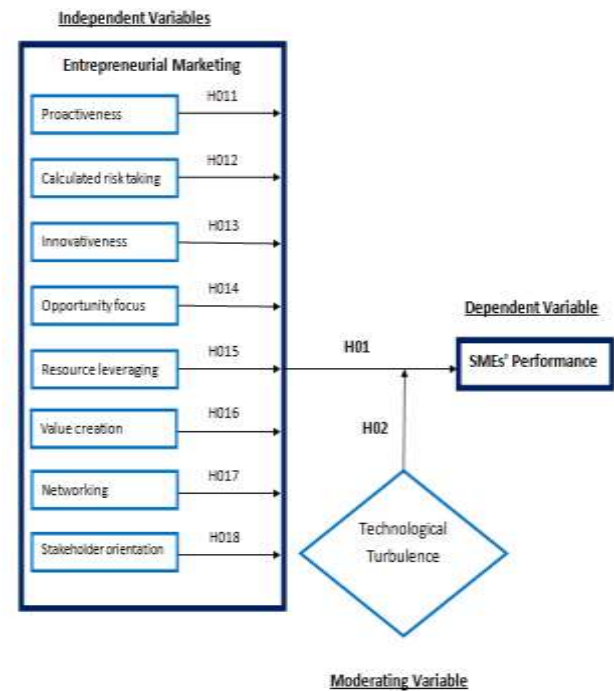 Independent Variables
Entrepreneurial Marketing
H011
Proactiveness
H012
Calculated risk taking
H013
Innovativeness
H014
Opportunity focus
Dependent Variable
H015
Resource leveraging
H01
SMEs' Performance
H016
Value creation
H02
H017
Networking
H018
Stakeholder orientation
Technological
Turbulence
Moderating Variable